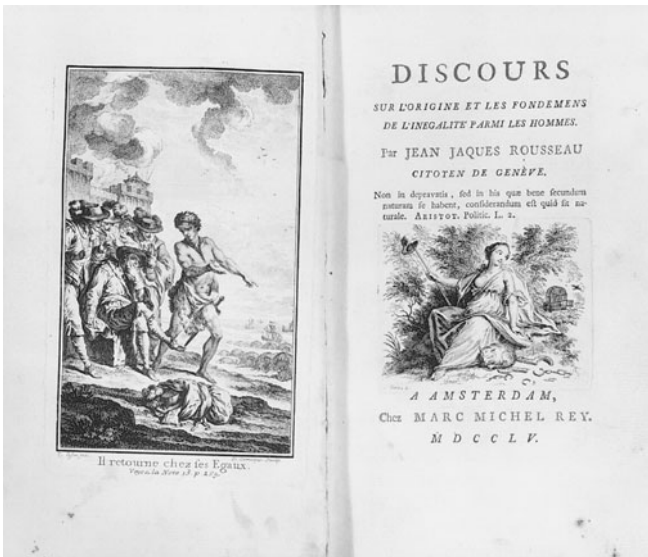 Il retourne chez ses Egaux.
DISCOURS
SUR L'ORIGINE ET LES FONDEMENS
DE L'INEGALITE PARMI LES HOMMES.
Par JEAN JAQUES ROUSSEAU
CITOTEN DE GENÈVE.
Non in depravatis, sed in his quæ bene secundum
naturam se habent, considerandum est quid sit na-
turale. ARISTOT. Politic. L. 2.
A AMSTERDAM,
Chez MARC MICHEL REY.
MDCCLV.